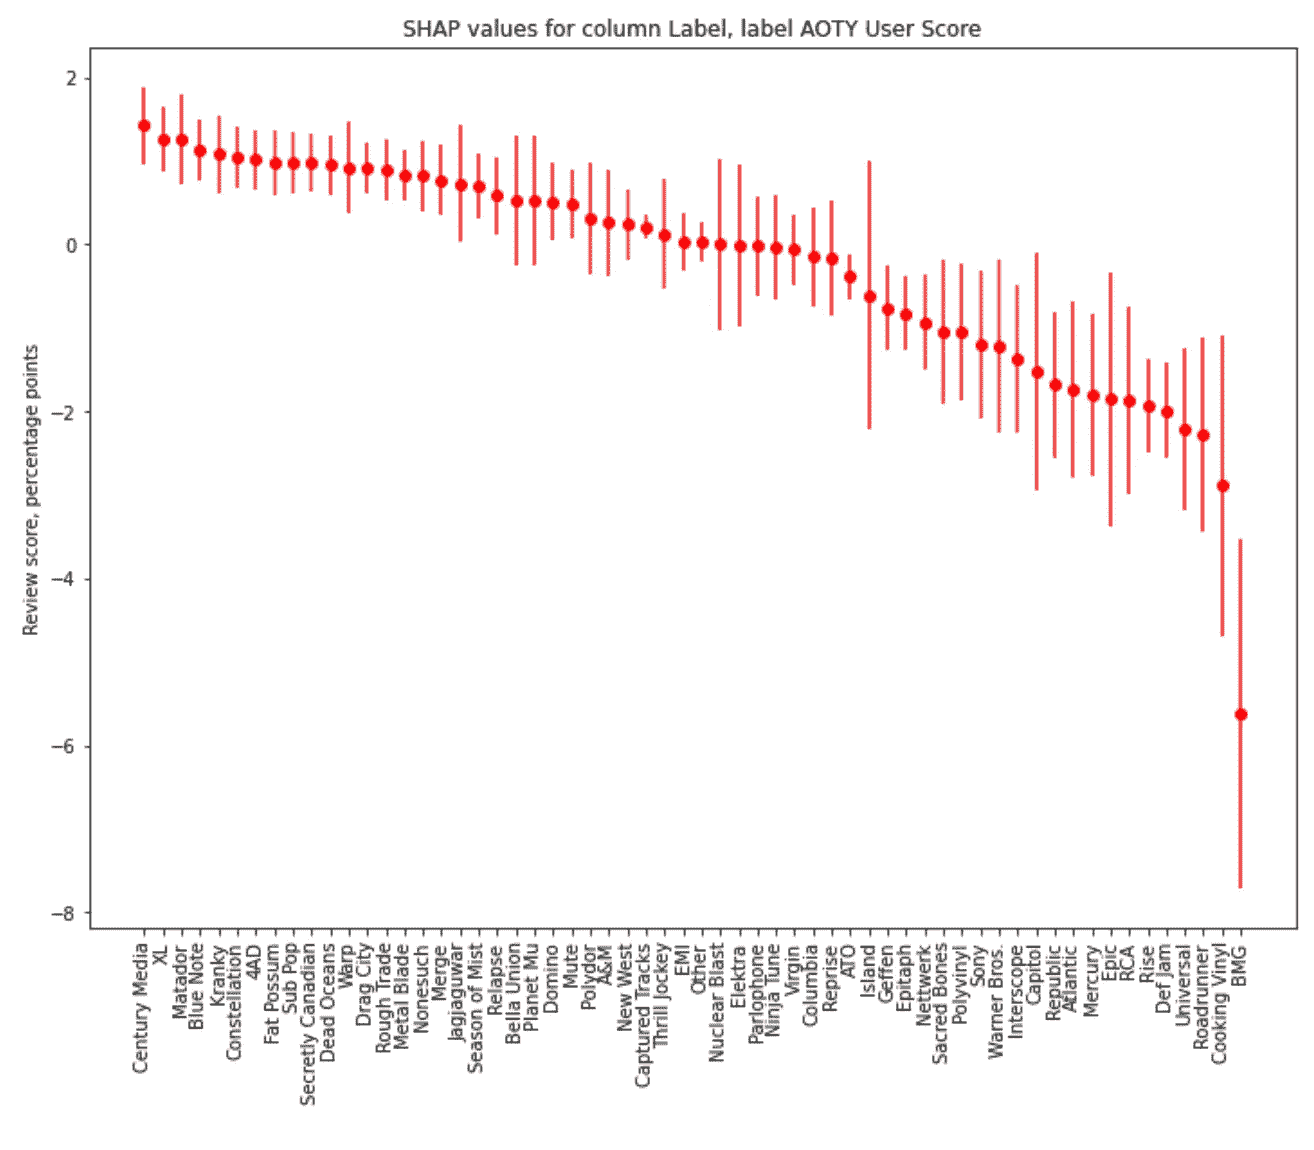 SHAP values for column Label, label AOTY User Score
Review score, percentage points
2
0
−2
−4
−6
−8
Century Media
XL
Matador
Blue Note
Kranky
Constellation
4AD
Fat Possum
Sub Pop
Secretly Canadian
Dead Oceans
Warp
Drag City
Rough Trade
Metal Blade
Nonesuch
Merge
Jagjaguwar
Season of Mist
Relapse
Bella Union
Planet Mu
Domino
Mute
Polydor
A&M
New West
Captured Tracks
Thrill Jockey
EMI
Other
Nuclear Blast
Elektra
Parlophone
Ninja Tune
Virgin
Columbia
Reprise
ATO
Island
Geffen
Epitaph
Nettwerk
Sacred Bones
Polyvinyl
Sony
Warner Bros.
Interscope
Capitol
Republic
Atlantic
Mercury
Epic
RCA
Rise
Def Jam
Universal
Roadrunner
Cooking Vinyl
BMG